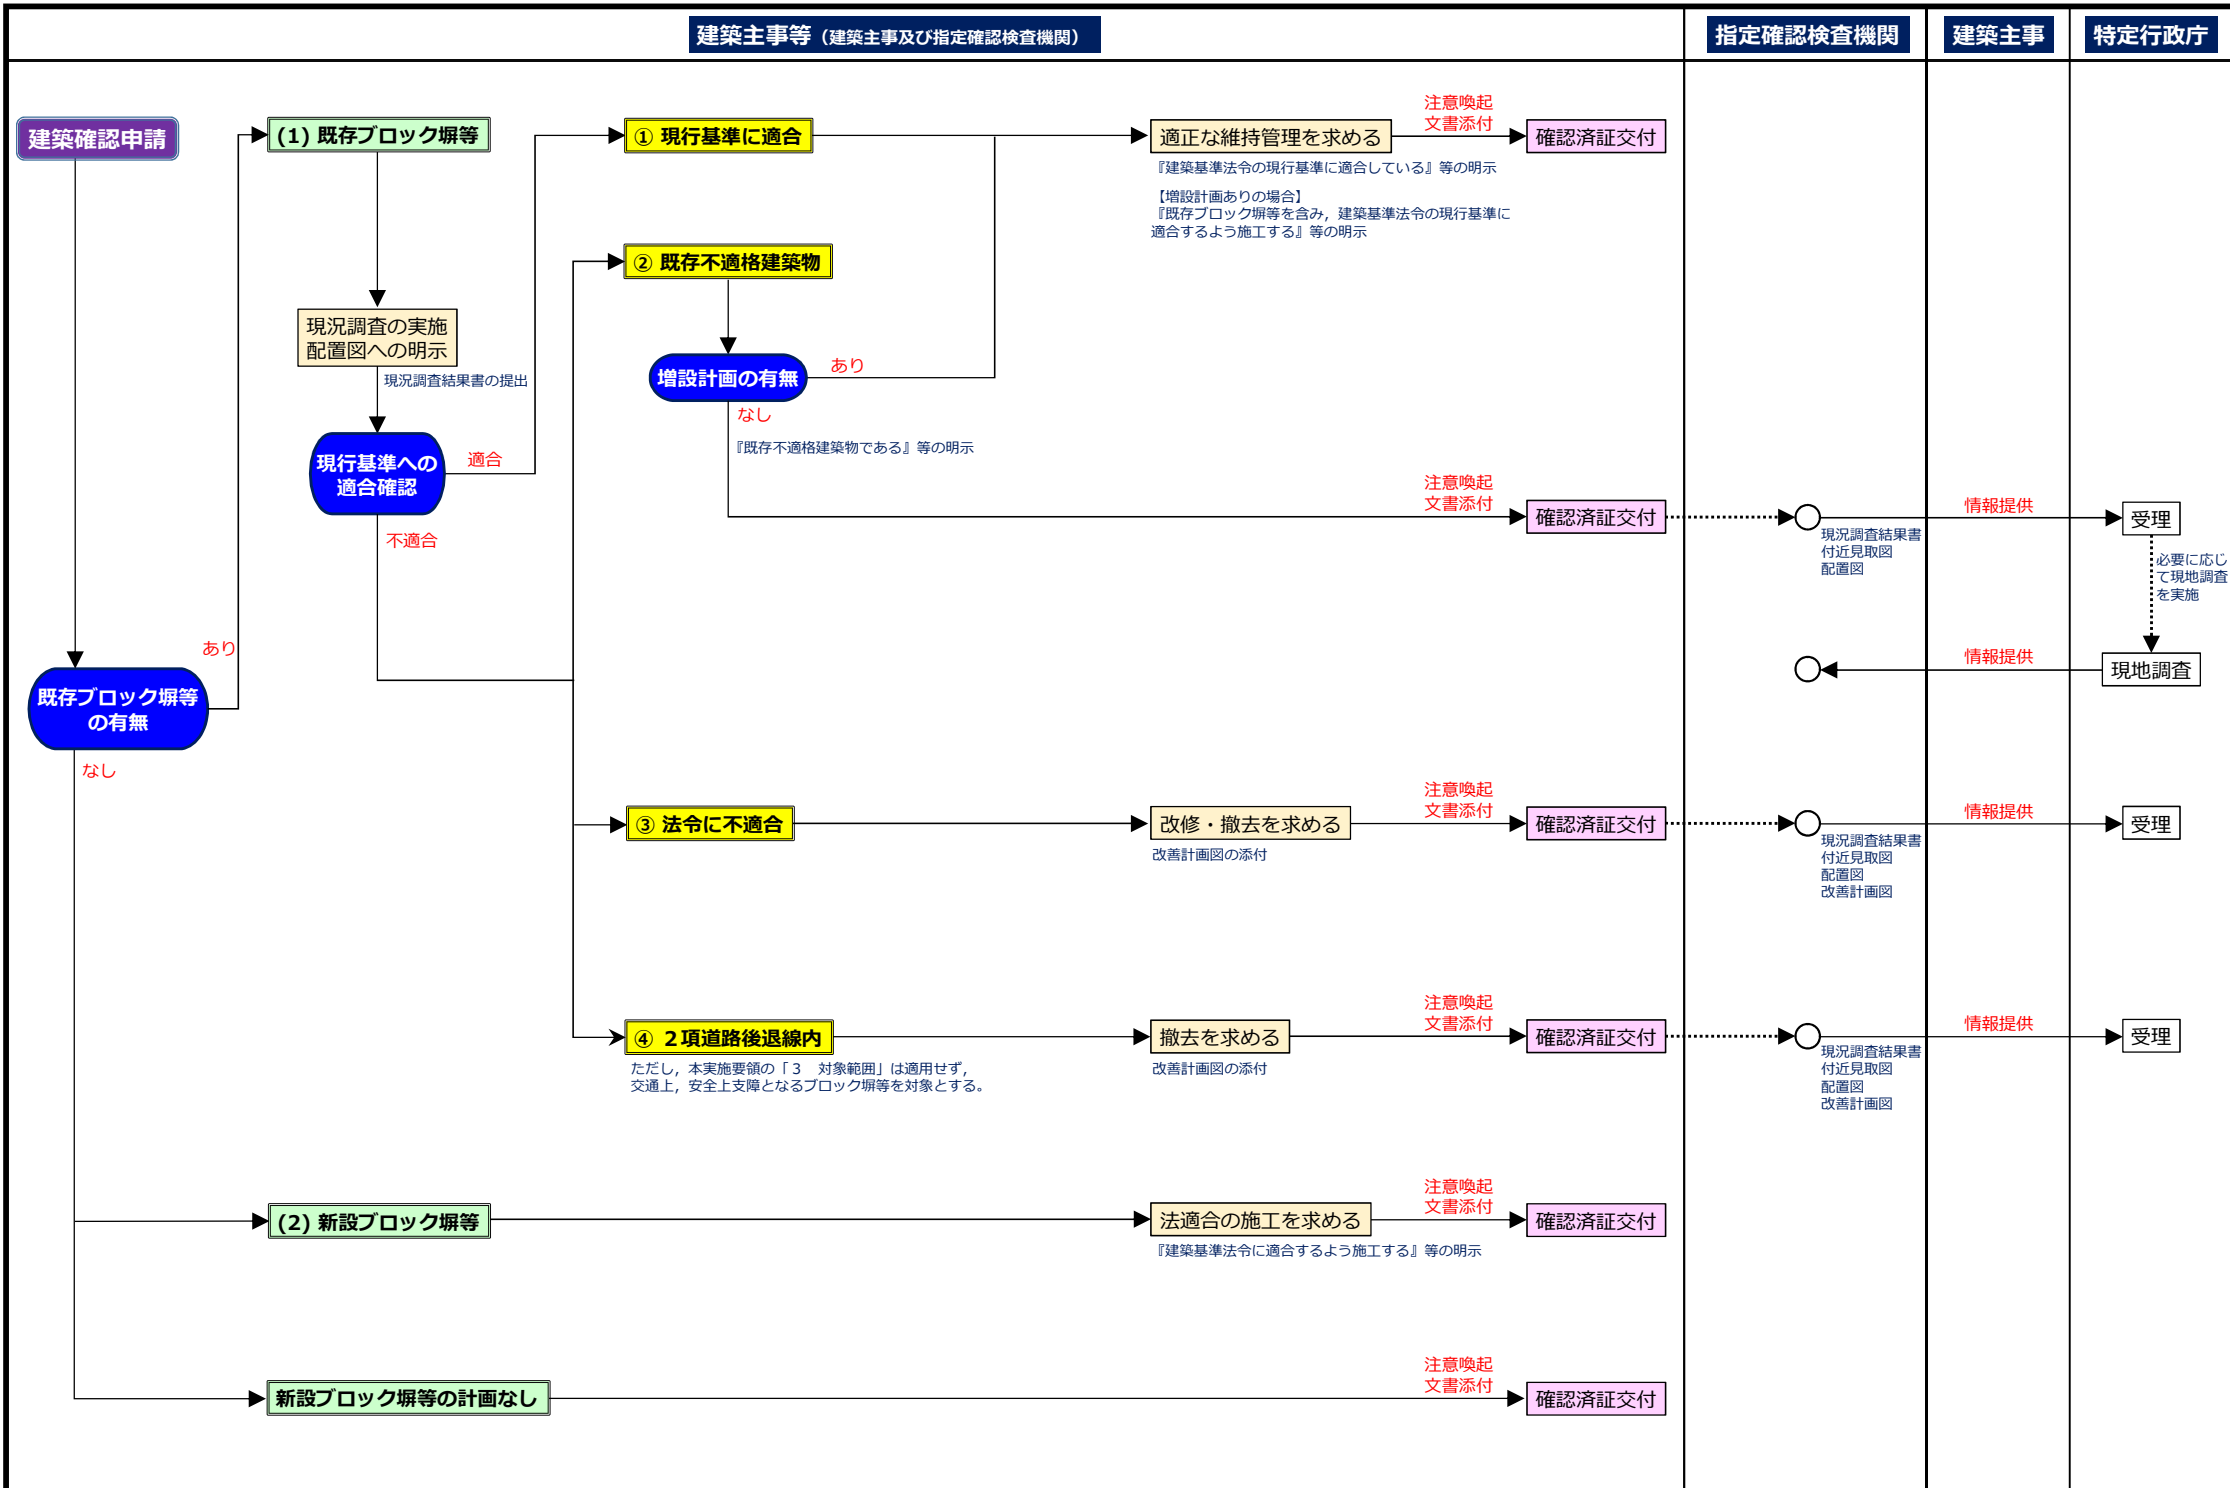 建築主事等（建築主事及び指定確認検査機関）
指定確認検査機関
建築主事
特定行政庁
建築確認申請
(1) 既存ブロック塀等
① 現行基準に適合
適正な維持管理を求める
注意喚起
文書添付
確認済証交付
『建築基準法令の現行基準に適合している』等の明示
【増設計画ありの場合】
『既存ブロック塀等を含み，建築基準法令の現行基準に
適合するよう施工する』等の明示
② 既存不適格建築物
現況調査の実施
配置図への明示
現況調査結果書の提出
増設計画の有無
あり
なし
『既存不適格建築物である』等の明示
現行基準への
適合確認
適合
不適合
注意喚起
文書添付
確認済証交付
現況調査結果書
付近見取図
配置図
情報提供
受理
必要に応じ
て現地調査
を実施
情報提供
現地調査
あり
既存ブロック塀等
の有無
なし
③ 法令に不適合
改修・撤去を求める
改善計画図の添付
注意喚起
文書添付
確認済証交付
現況調査結果書
付近見取図
配置図
改善計画図
情報提供
受理
④ ２項道路後退線内
ただし，本実施要領の「３　対象範囲」は適用せず，
交通上，安全上支障となるブロック塀等を対象とする。
撤去を求める
改善計画図の添付
注意喚起
文書添付
確認済証交付
現況調査結果書
付近見取図
配置図
改善計画図
情報提供
受理
(2) 新設ブロック塀等
法適合の施工を求める
『建築基準法令に適合するよう施工する』等の明示
注意喚起
文書添付
確認済証交付
新設ブロック塀等の計画なし
注意喚起
文書添付
確認済証交付